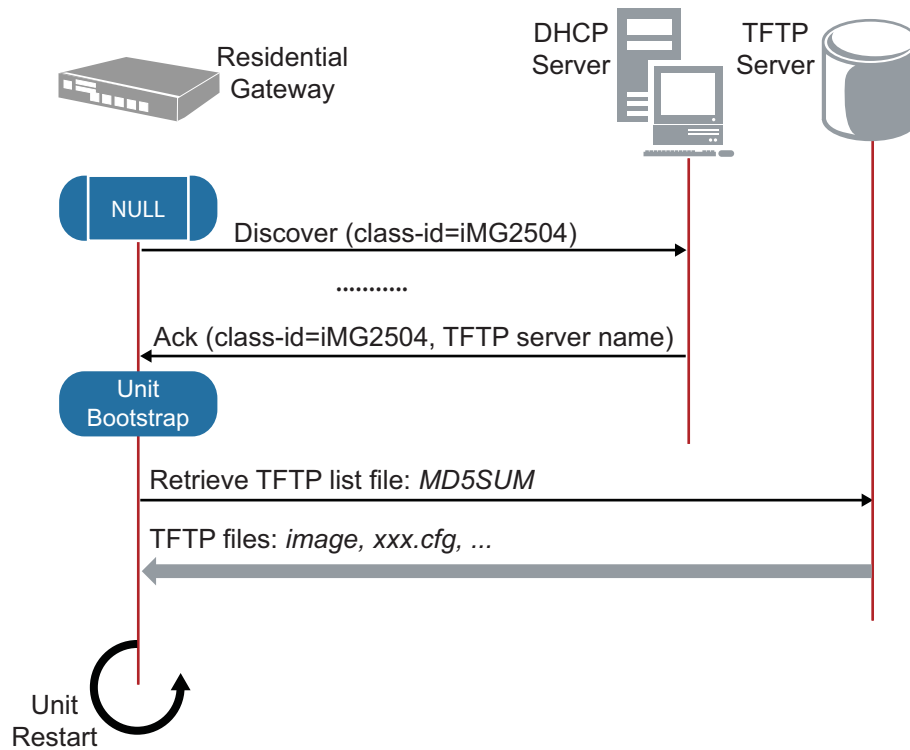 Residential
Gateway
DHCP
Server
TFTP
Server
NULL
Discover (class-id=iMG2504)
...........
Ack (class-id=iMG2504, TFTP server name)
Unit
Bootstrap
Retrieve TFTP list file: MD5SUM
TFTP files: image, xxx.cfg, ...
Unit
Restart